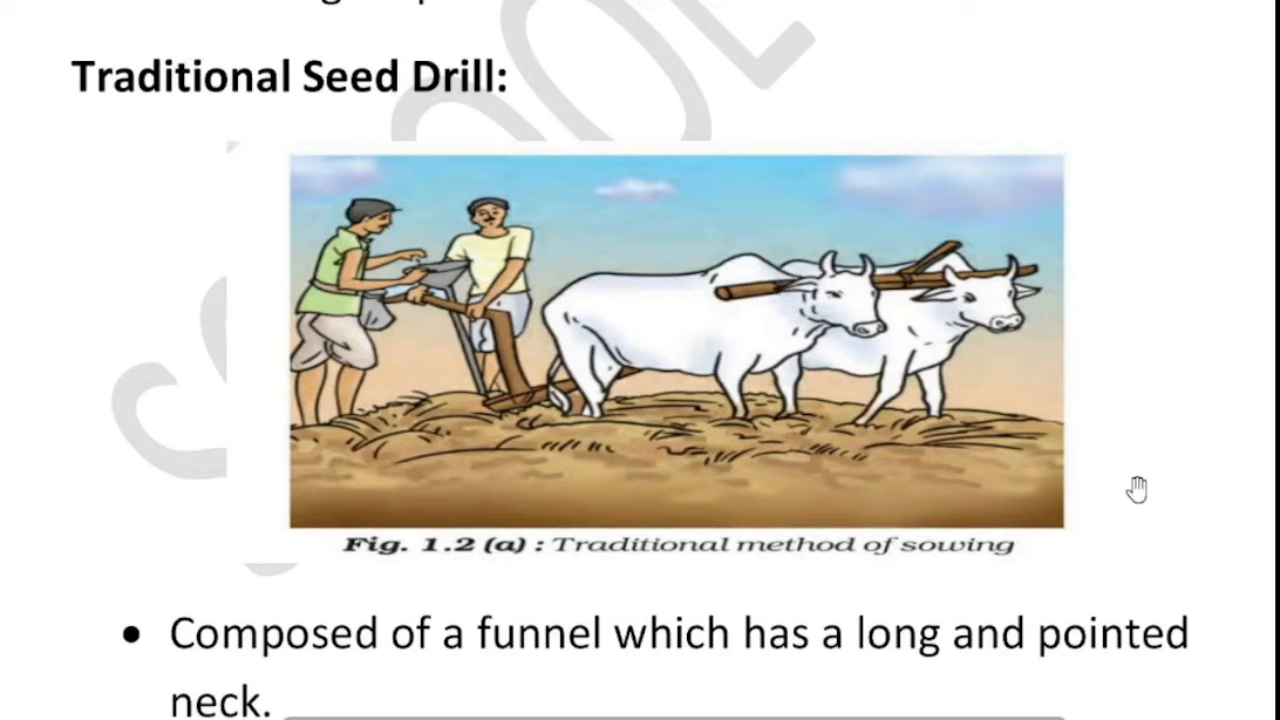 Traditional Seed Drill:
Fig. 1.2 (a) : Traditional method of sowing
• Composed of a funnel which has a long and pointed
neck.